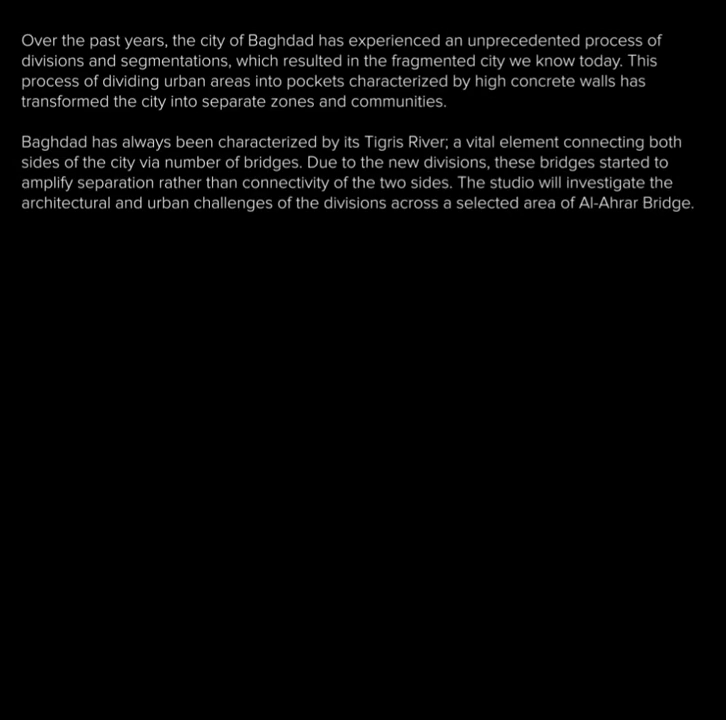 Over the past years, the city of Baghdad has experienced an unprecedented process of
divisions and segmentations, which resulted in the fragmented city we know today. This
process of dividing urban areas into pockets characterized by high concrete walls has
transformed the city into separate zones and communities.
Baghdad has always been characterized by its Tigris River; a vital element connecting both
sides of the city via number of bridges. Due to the new divisions, these bridges started to
amplify separation rather than connectivity of the two sides. The studio will investigate the
architectural and urban challenges of the divisions across a selected area of Al-Ahrar Bridge.